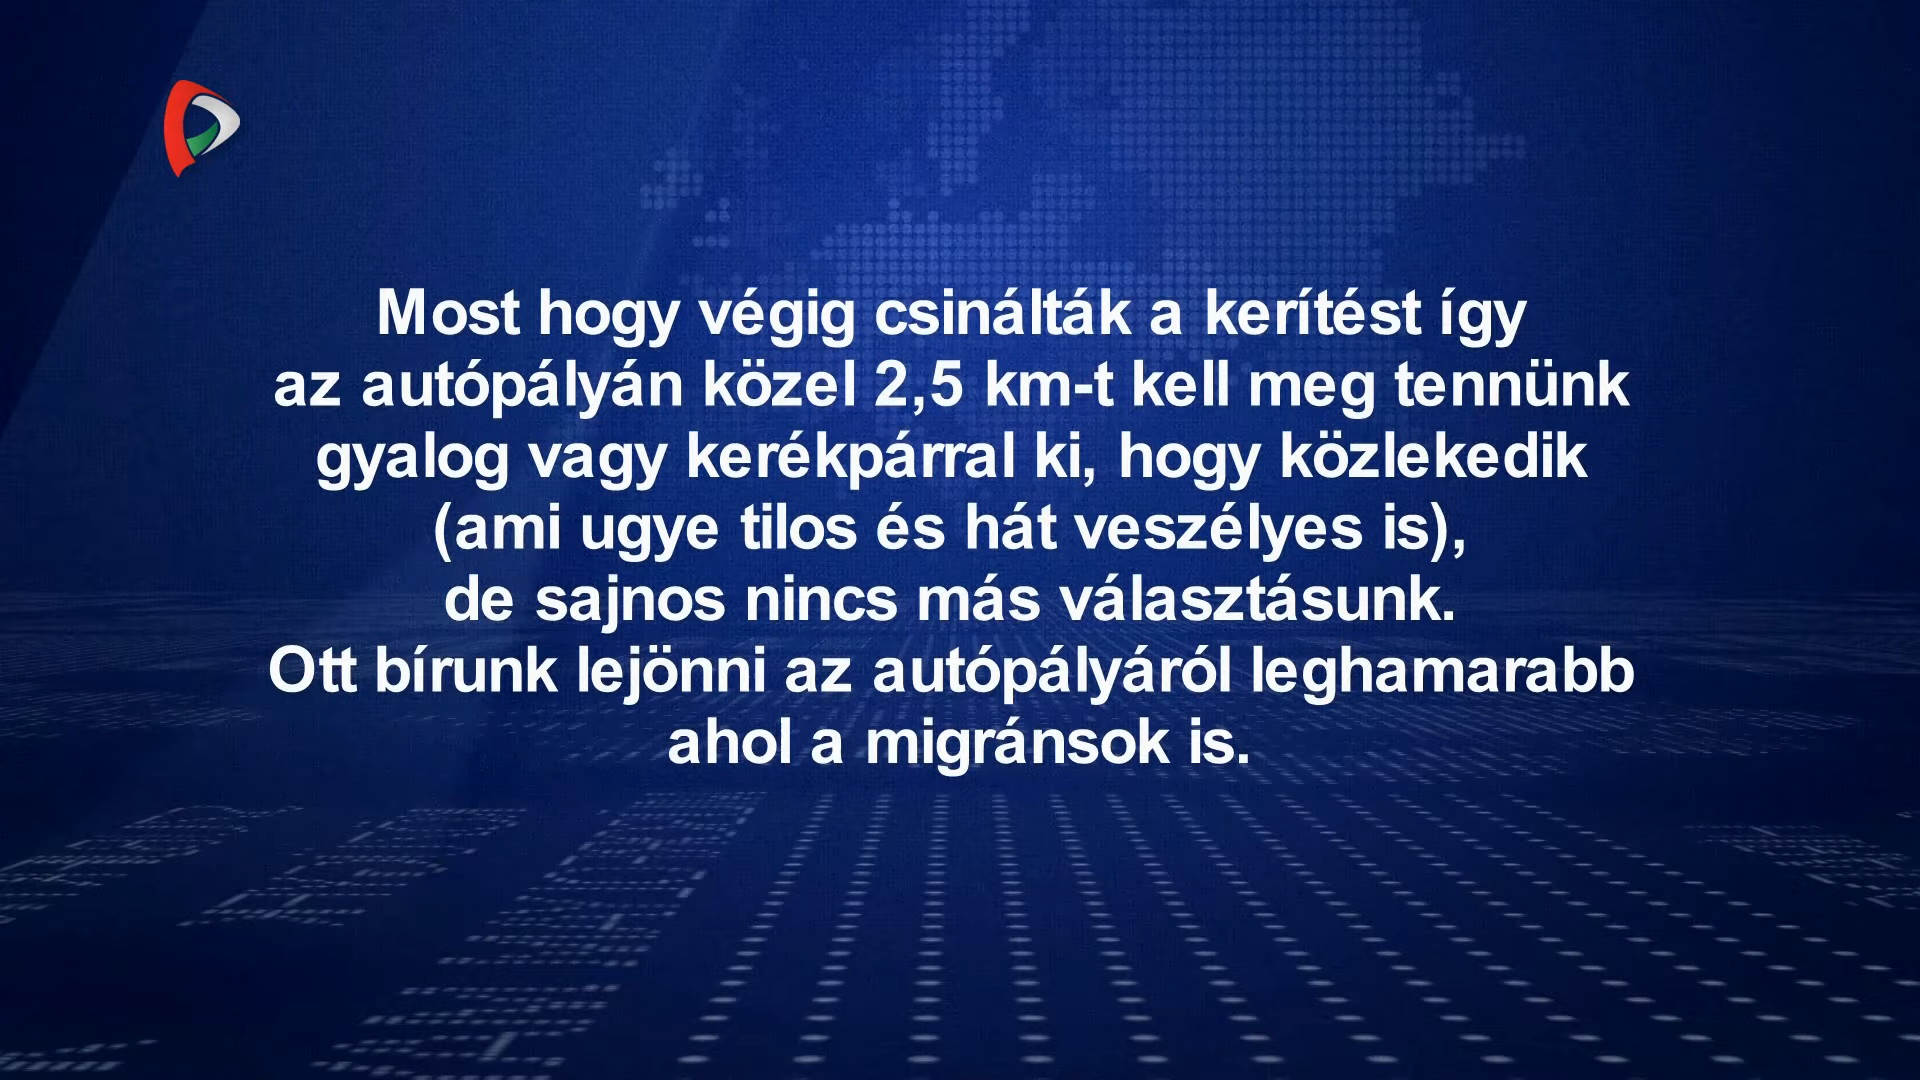 Most hogy végig csinálták a kerítést így
az autópályán közel 2,5 km-t kell meg tennünk
gyalog vagy kerékpárral ki, hogy közlekedik
(ami ugye tilos és hát veszélyes is),
de sajnos nincs más választásunk.
Ott bírunk lejönni az autópályáról leghamarabb
ahol a migránsok is.